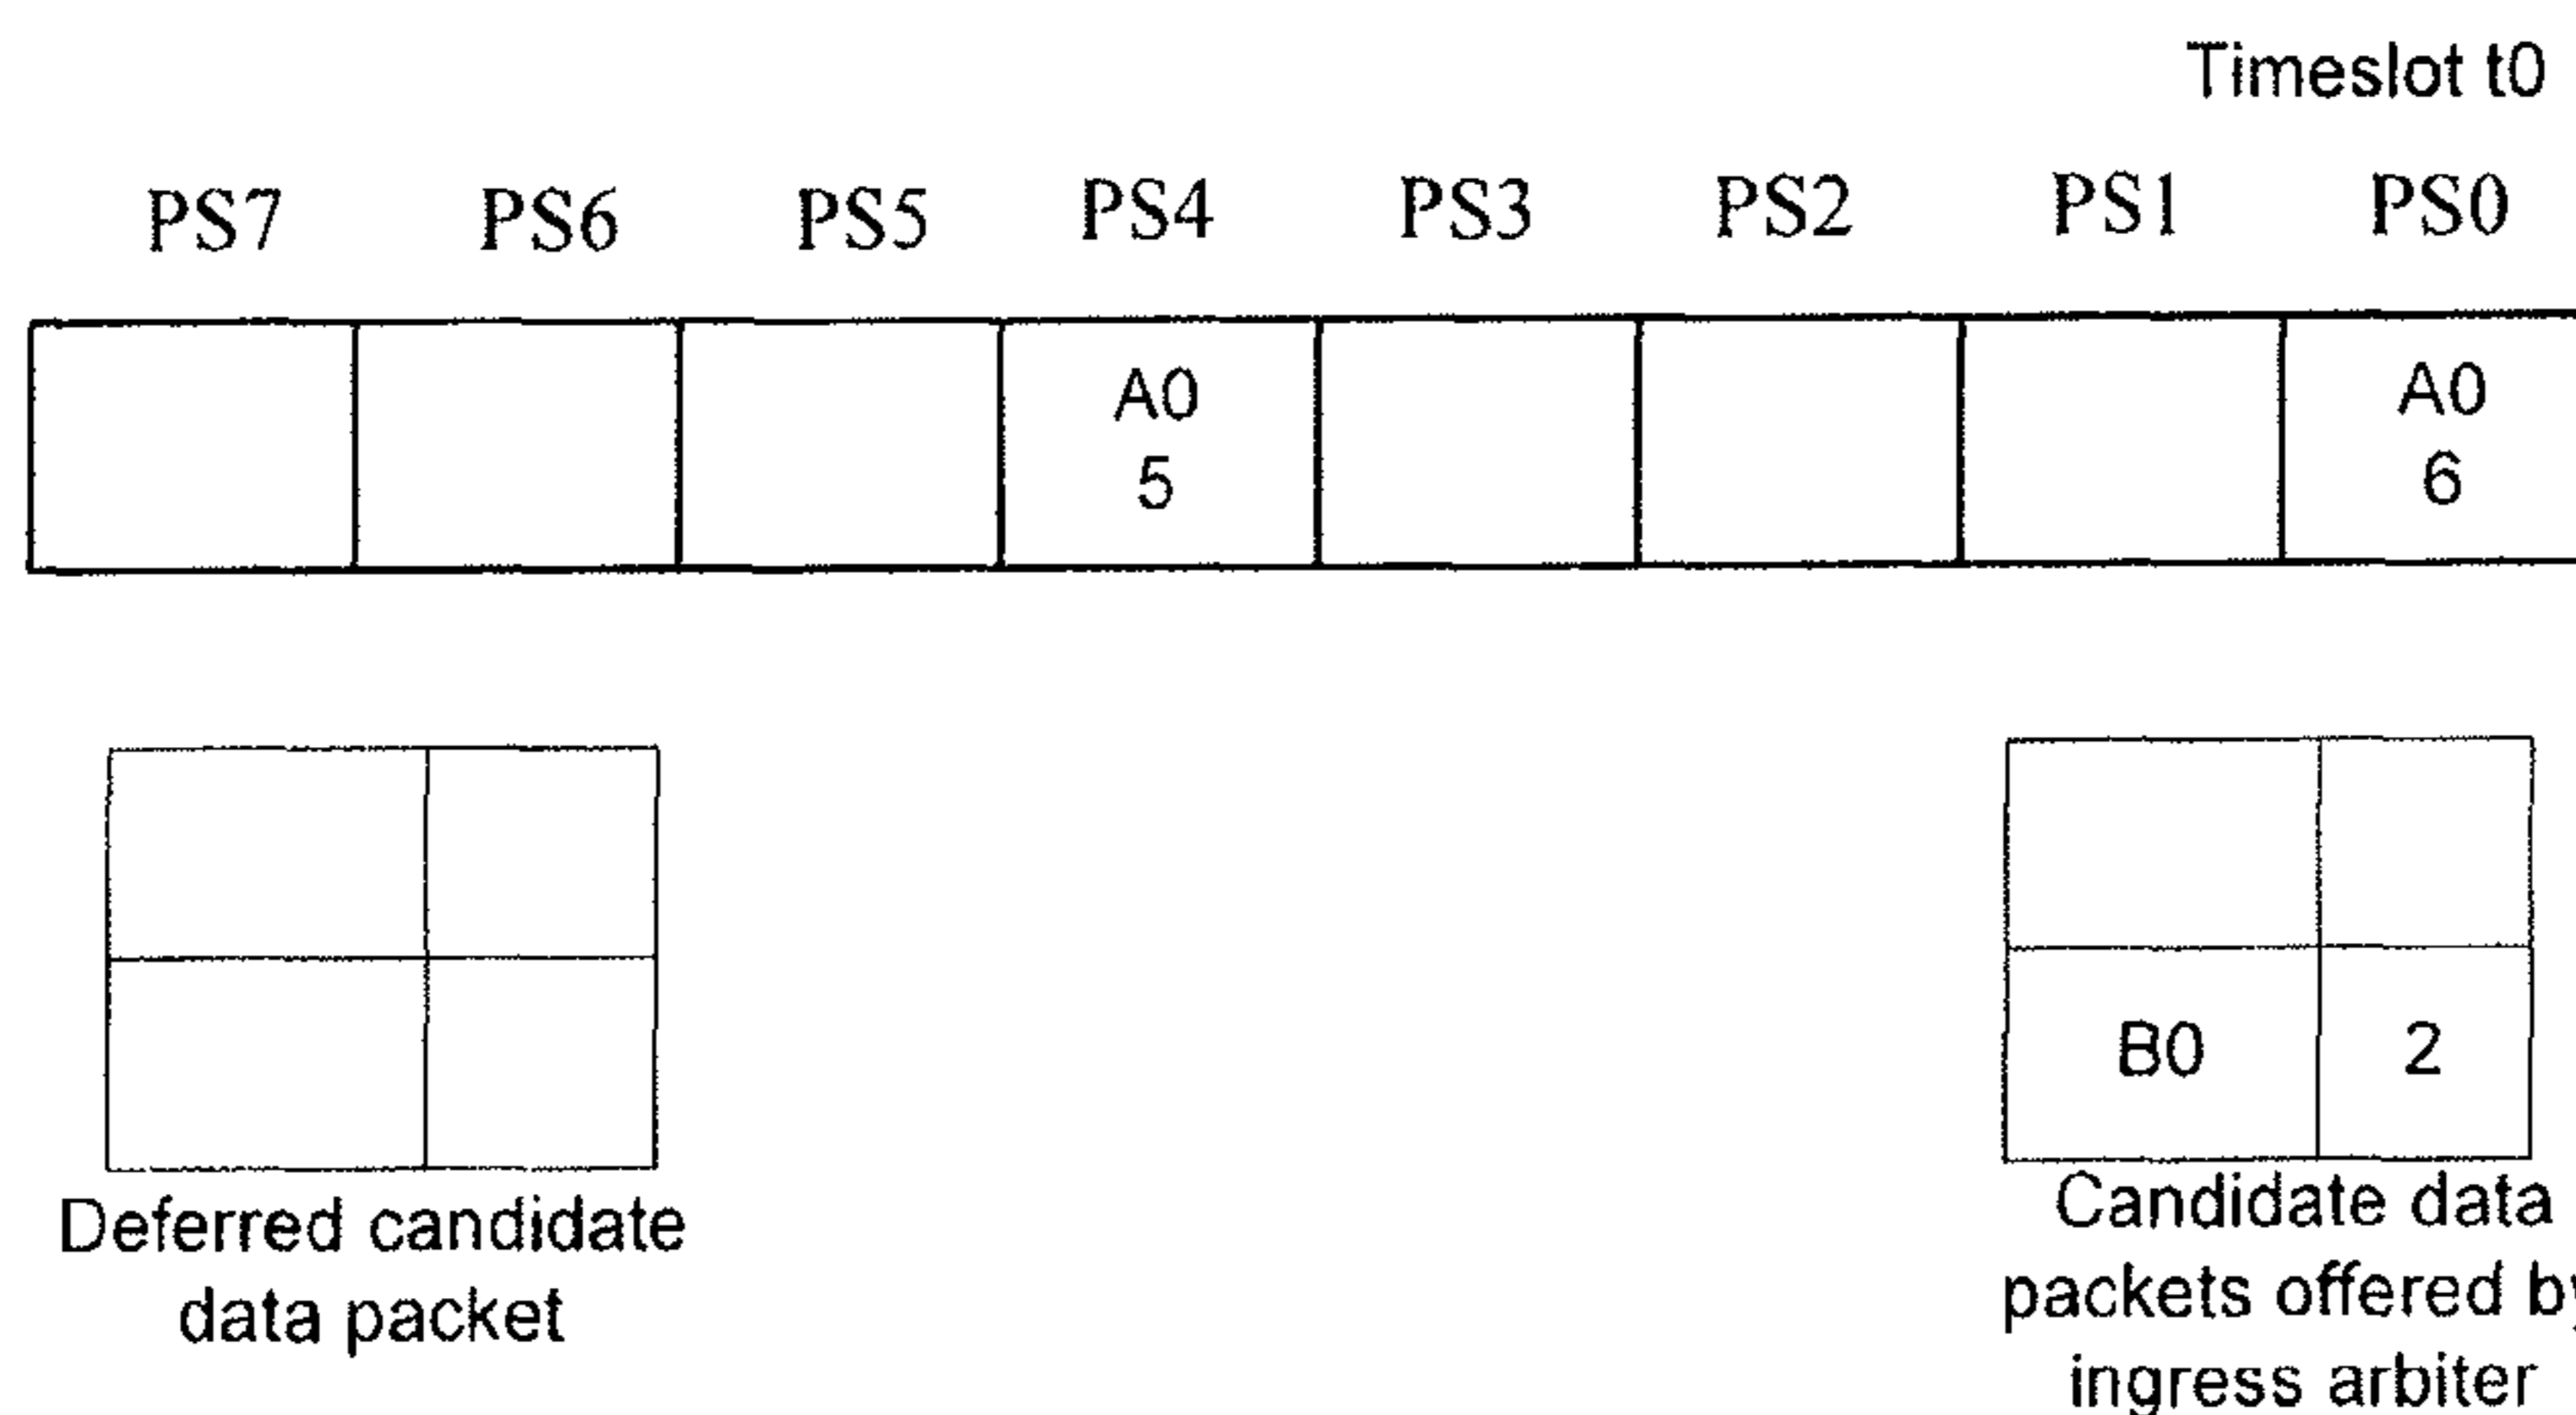 Timeslot t0
PS7 PS6 PS5 PS4 PS3 PS2 PS1 PS0
A0 A0
5 6
B0 2
Deferred candidate
data packet
Candidate data
packets offered by
ingress arbiter